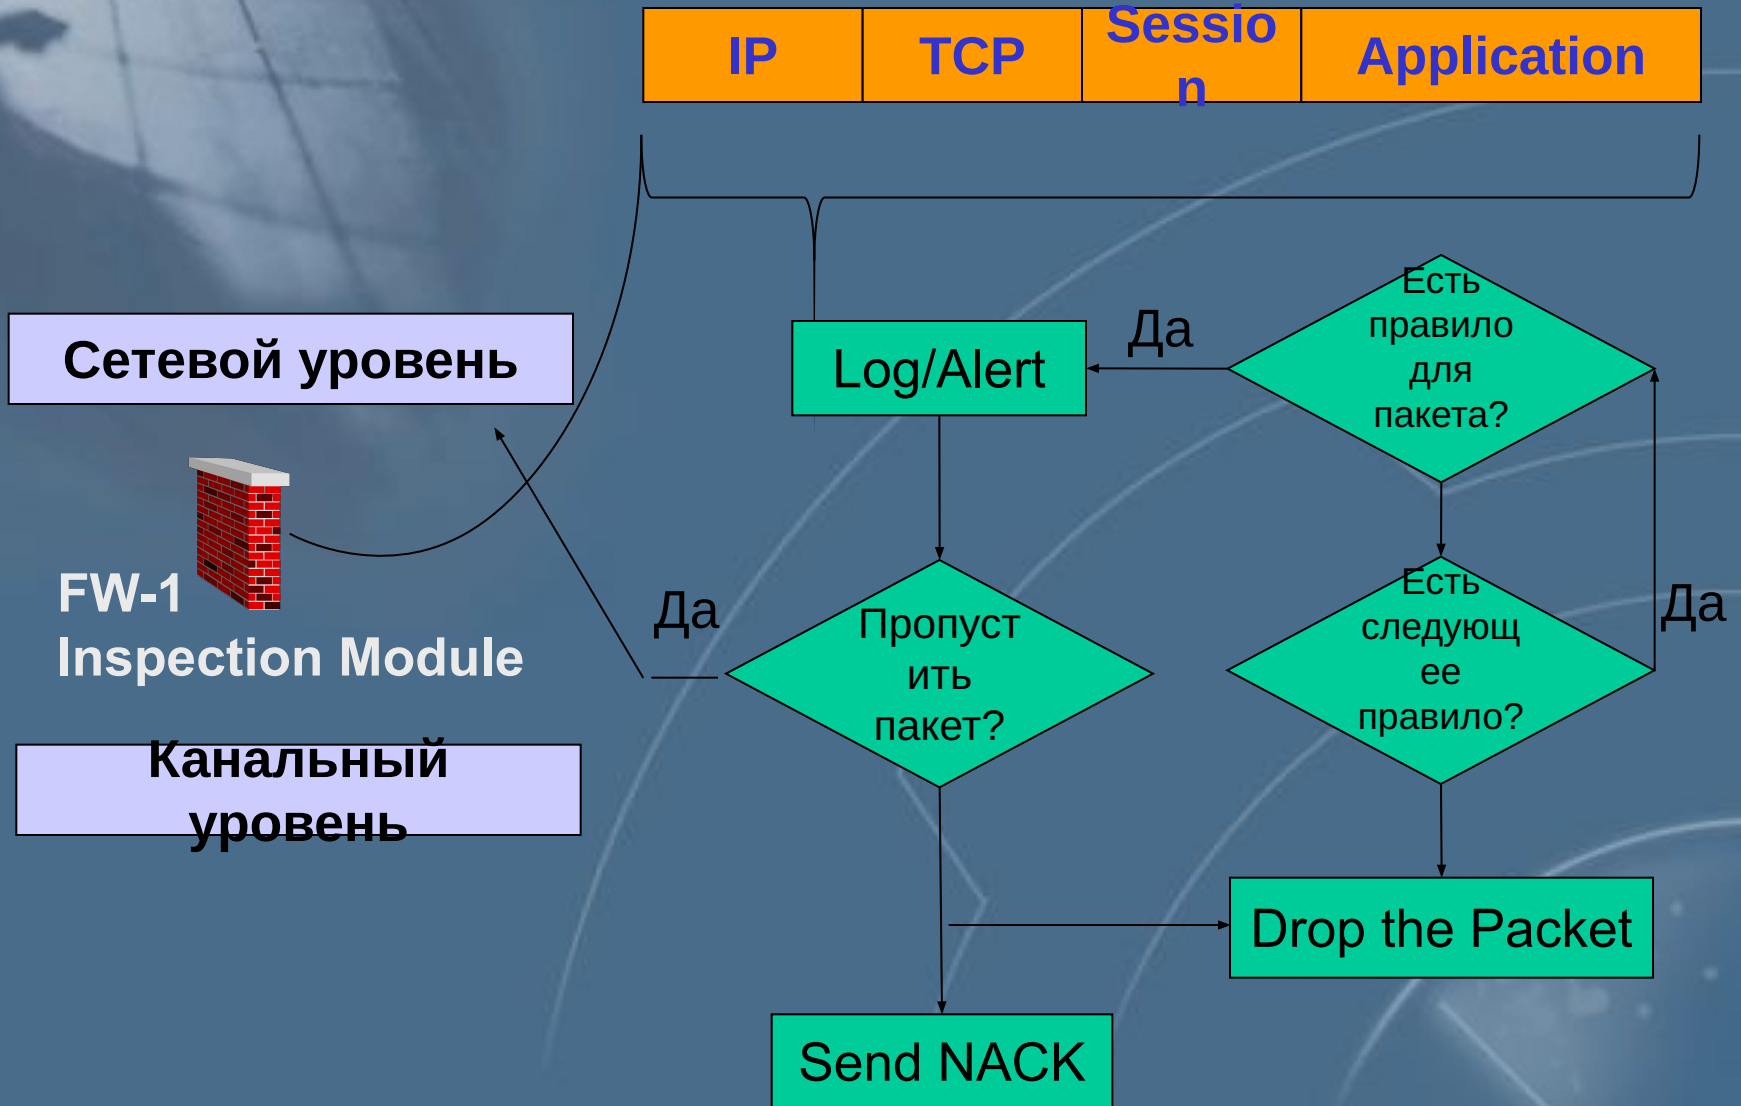 IP
TCP
Sessio
n
Application
Сетевой уровень
Log/Alert
Да
Есть
правило
для
пакета?
FW-1
Inspection Module
Да
Пропуст
ить
пакет?
Есть
следующ
ее
правило?
Да
Канальный
уровень
Drop the Packet
Send NACK